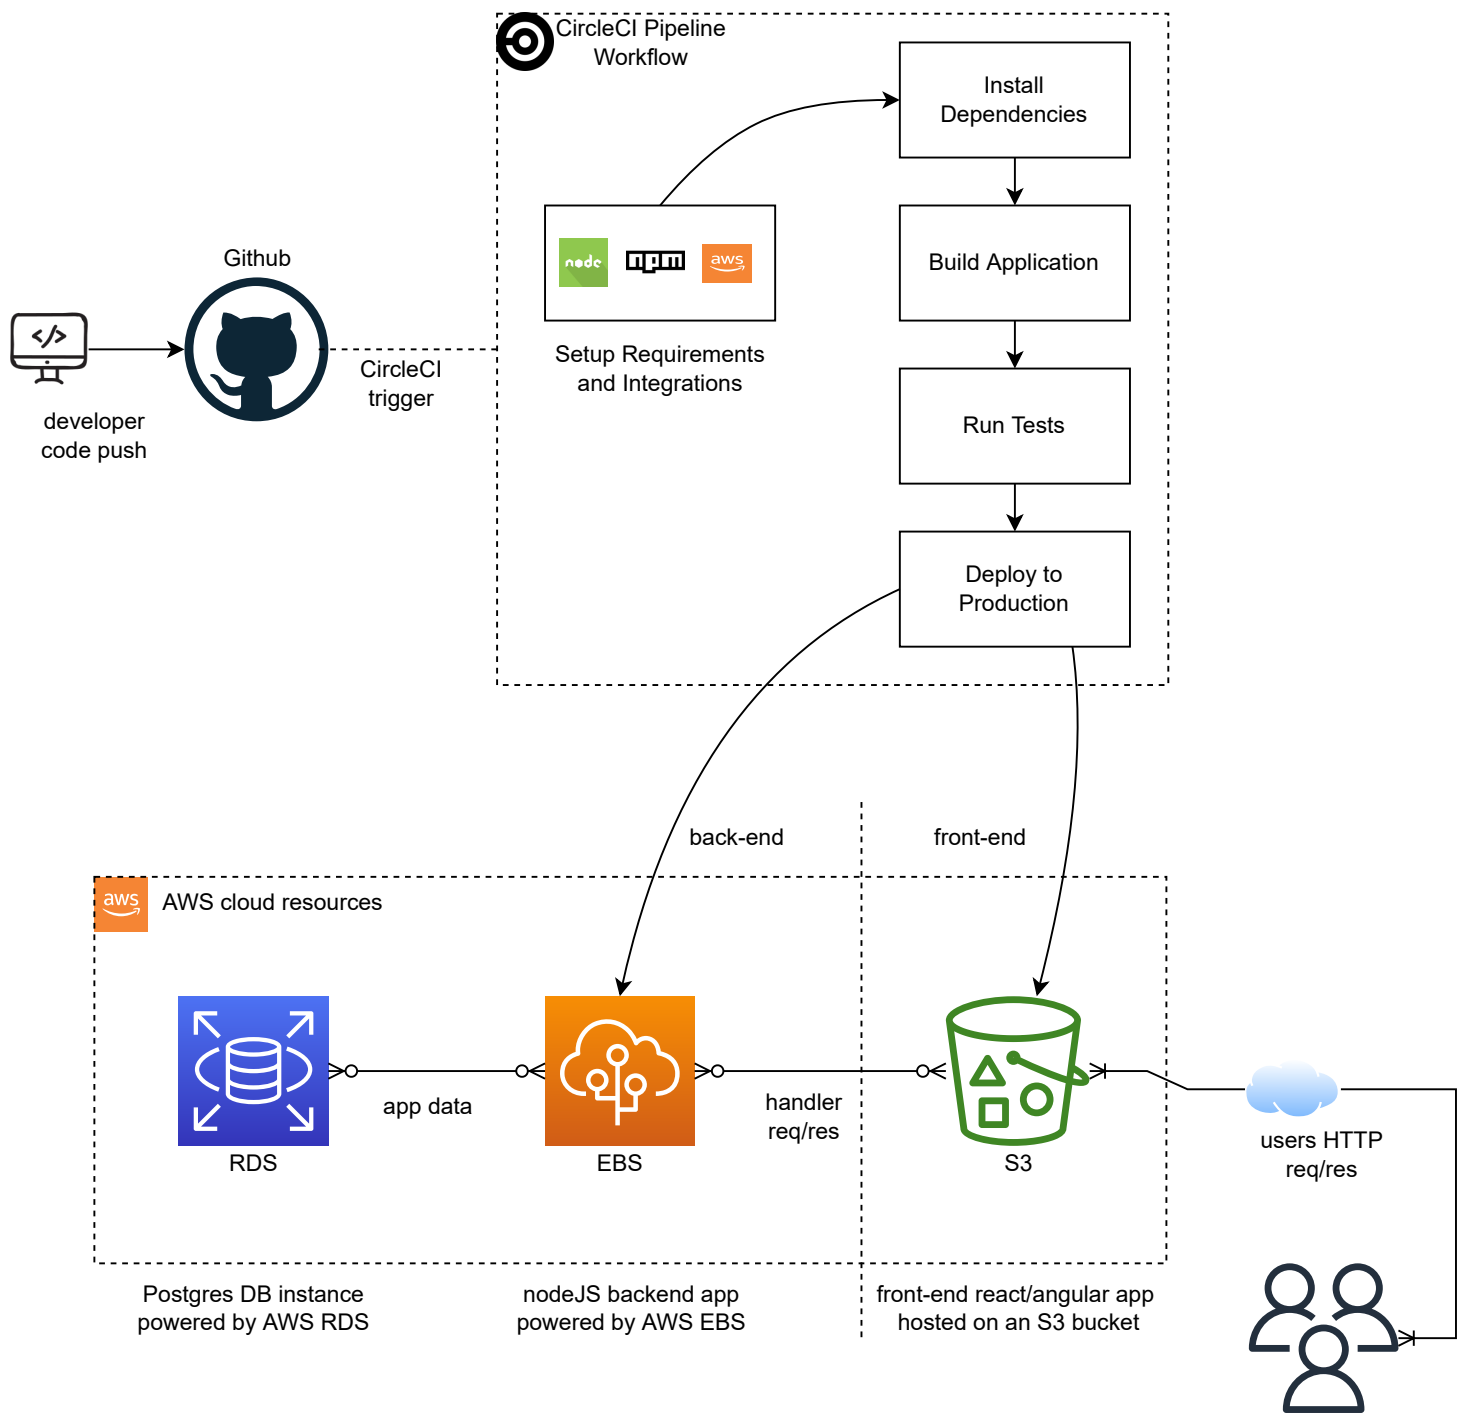 CircleCI Pipeline
Workflow
Install
Dependencies
node
npm
aws
Build Application
Setup Requirements
and Integrations
Github
</>
CircleCI
trigger
developer
code push
Run Tests
Deploy to
Production
back-end
front-end
aws
AWS cloud resources
app data
handler
req/res
RDS
EBS
S3
users HTTP
req/res
Postgres DB instance
powered by AWS RDS
nodeJS backend app
powered by AWS EBS
front-end react/angular app
hosted on an S3 bucket